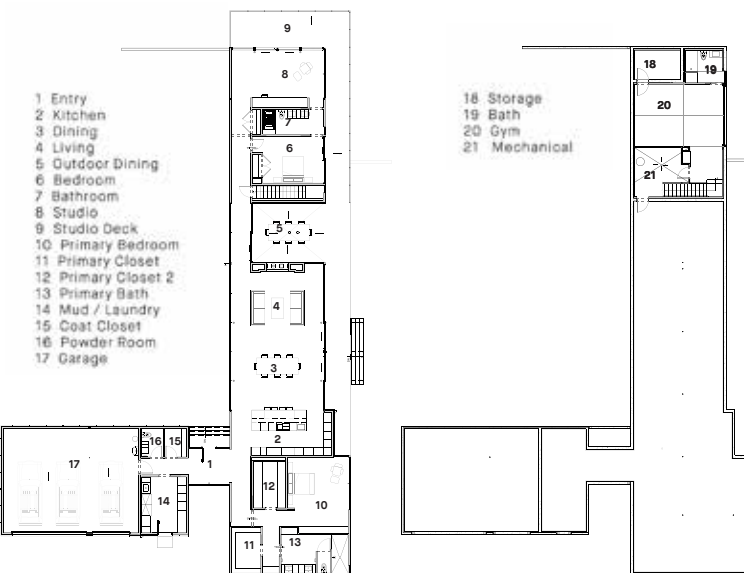 1 Entry
2 Kitchen
3 Dining
4 Living
5 Outdoor Dining
6 Bedroom
7 Bathroom
8 Studio
9 Studio Deck
10 Primary Bedroom
11 Primary Closet
12 Primary Closet 2
13 Primary Bath
14 Mud / Laundry
15 Coat Closet
16 Powder Room
17 Garage
9
8
7
6
5
4
3
2
16 15
17
1
12
14
10
11
13
18 Storage
19 Bath
20 Gym
21 Mechanical
18
19
20
21